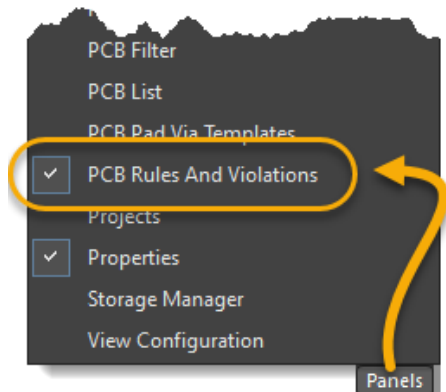 PCB Filter
PCB List
PCB Pad Via Templates
PCB Rules And Violations
Projects
Properties
Storage Manager
View Configuration
Panels